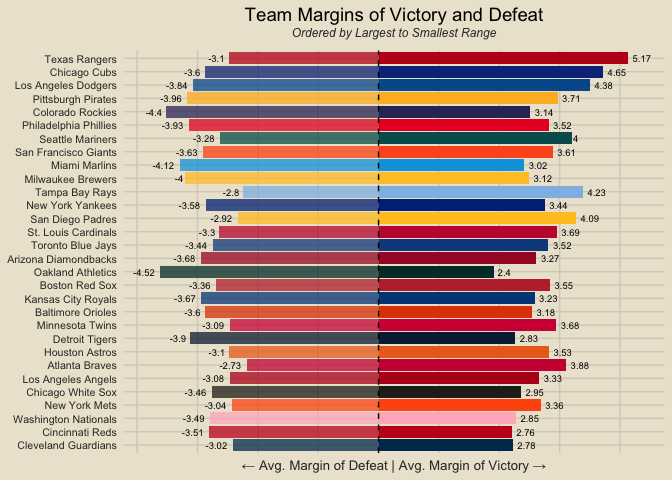 Team Margins of Victory and Defeat
Ordered by Largest to Smallest Range
Texas Rangers -3.1 5.17
Chicago Cubs -3.6 4.65
Los Angeles Dodgers -3.84 4.38
Pittsburgh Pirates -3.96 3.71
Colorado Rockies -4.4 3.14
Philadelphia Phillies -3.93 3.52
Seattle Mariners -3.28 4
San Francisco Giants -3.63 3.61
Miami Marlins -4.12 3.02
Milwaukee Brewers -4 3.12
Tampa Bay Rays -2.8 4.23
New York Yankees -3.58 3.44
San Diego Padres -2.92 4.09
St. Louis Cardinals -3.3 3.69
Toronto Blue Jays -3.44 3.52
Arizona Diamondbacks -3.68 3.27
Oakland Athletics -4.52 2.4
Boston Red Sox -3.36 3.55
Kansas City Royals -3.67 3.23
Baltimore Orioles -3.6 3.18
Minnesota Twins -3.09 3.68
Detroit Tigers -3.9 2.83
Houston Astros -3.1 3.53
Atlanta Braves -2.73 3.88
Los Angeles Angels -3.08 3.33
Chicago White Sox -3.46 2.95
New York Mets -3.04 3.36
Washington Nationals -3.49 2.85
Cincinnati Reds -3.51 2.76
Cleveland Guardians -3.02 2.78
← Avg. Margin of Defeat | Avg. Margin of Victory →